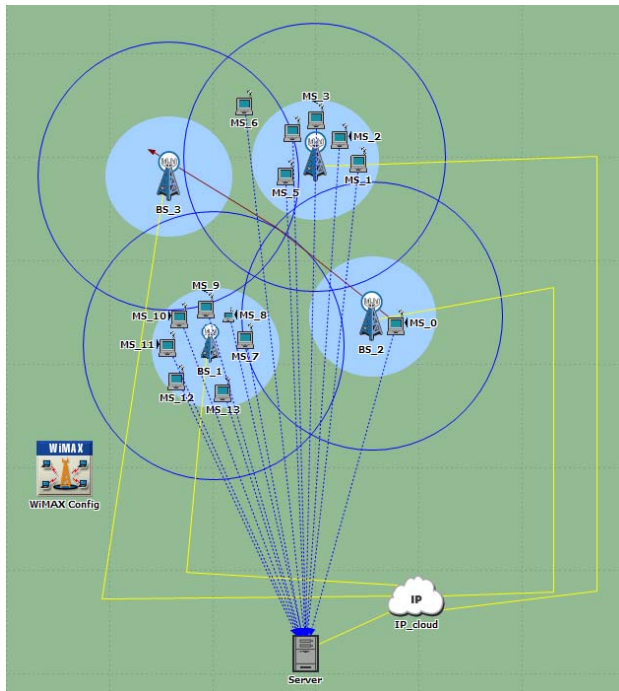 MS_3
MS_6
MS_2
MS_1
MS_5
BS_3
MS_9
MS_10
MS_8
MS_0
BS_2
MS_11
MS_7
BS_1
MS_12
MS_13
WiMAX
WiMAX Config
IP
IP_cloud
Server